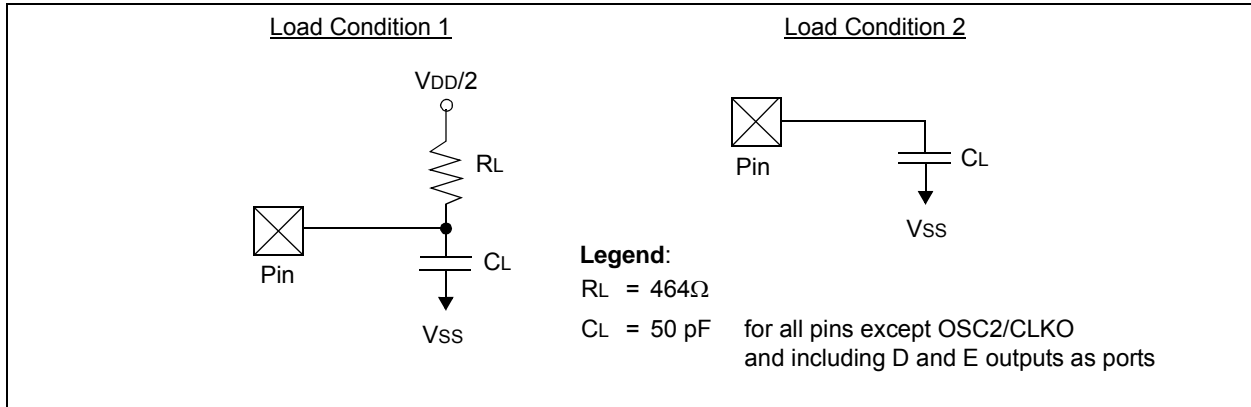 Load Condition 1
VDD/2
RL
Pin
CL
VSS
Load Condition 2
Pin
CL
VSS
Legend:
RL = 464Ω
CL = 50 pF for all pins except OSC2/CLKO
and including D and E outputs as ports